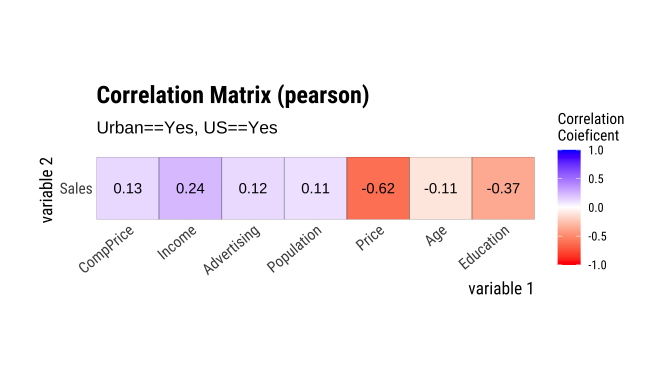 Correlation Matrix (pearson)
Urban==Yes, US==Yes
variable 2
Sales
0.13 0.24 0.12 0.11 -0.62 -0.11 -0.37
CompPrice Income Advertising Population Price Age Education
variable 1
Correlation
Coieficent
1.0
0.5
0.0
-0.5
-1.0